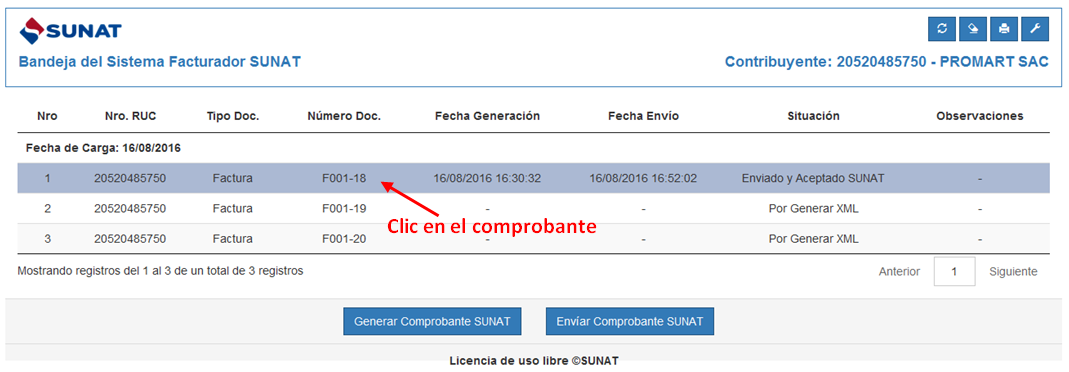 SUNAT
Bandeja del Sistema Facturador SUNAT
Contribuyente: 20520485750 - PROMART SAC
Nro Nro. RUC Tipo Doc. Número Doc. Fecha Generación Fecha Envío Situación Observaciones
Fecha de Carga: 16/08/2016
1 20520485750 Factura F001-18 16/08/2016 16:30:32 16/08/2016 16:52:02 Enviado y Aceptado SUNAT -
2 20520485750 Factura F001-19 - - Por Generar XML -
Clic en el comprobante
3 20520485750 Factura F001-20 - - Por Generar XML -
Mostrando registros del 1 al 3 de un total de 3 registros
Anterior 1 Siguiente
Generar Comprobante SUNAT Envíar Comprobante SUNAT
Licencia de uso libre ©SUNAT